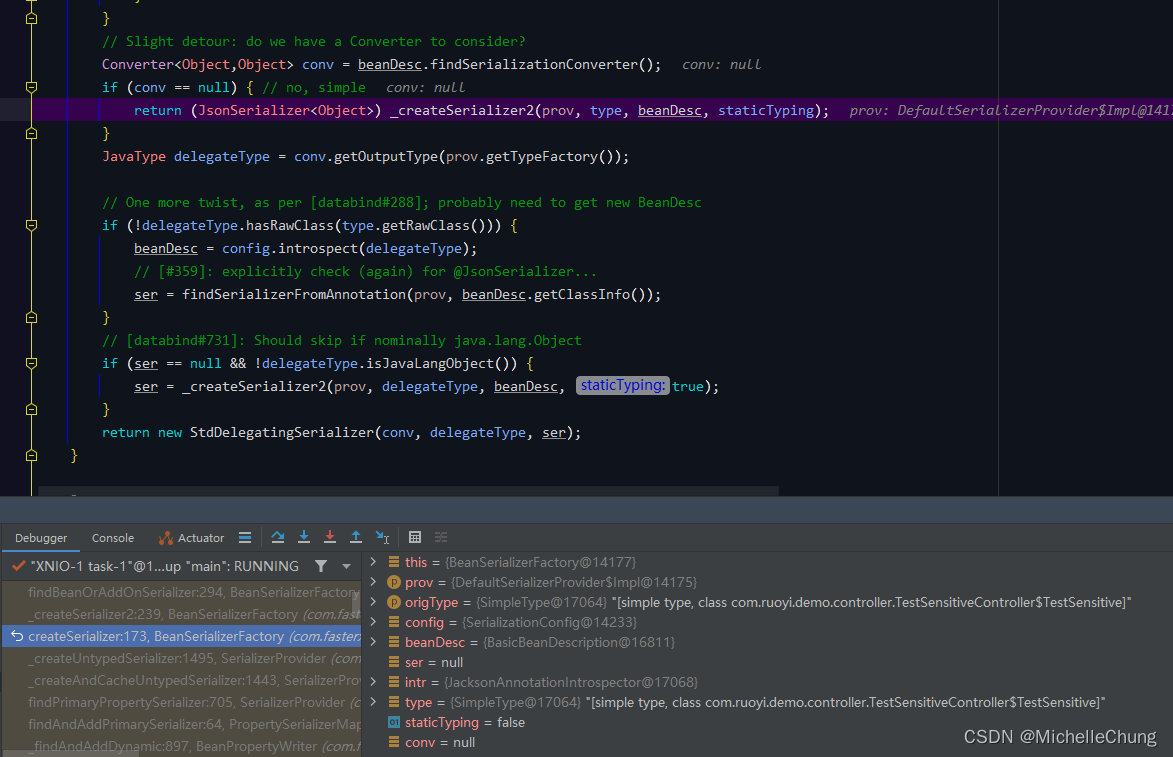 }
// Slight detour: do we have a Converter to consider?
Converter<Object,Object> conv = beanDesc.findSerializationConverter();   conv: null
if (conv == null) { // no, simple   conv: null
return (JsonSerializer<Object>) _createSerializer2(prov, type, beanDesc, staticTyping);   prov: DefaultSerializerProvider$Impl@1417
}
JavaType delegateType = conv.getOutputType(prov.getTypeFactory());
// One more twist, as per [databind#288]; probably need to get new BeanDesc
if (!delegateType.hasRawClass(type.getRawClass())) {
beanDesc = config.introspect(delegateType);
// [#359]: explicitly check (again) for @JsonSerializer...
ser = findSerializerFromAnnotation(prov, beanDesc.getClassInfo());
}
// [databind#731]: Should skip if nominally java.lang.Object
if (ser == null && !delegateType.isJavaLangObject()) {
ser = _createSerializer2(prov, delegateType, beanDesc, staticTyping: true);
}
return new StdDelegatingSerializer(conv, delegateType, ser);
}
Debugger   Console   Actuator
"XNIO-1 task-1"@1...up "main": RUNNING
findBeanOrAddOnSerializer:294, BeanSerializerFactory
_createSerializer2:239, BeanSerializerFactory (com.faste
createSerializer:173, BeanSerializerFactory (com.faster
_createUntypedSerializer:1495, SerializerProvider (com
_createAndCacheUntypedSerializer:1443, SerializerPro
findPrimaryPropertySerializer:705, SerializerProvider (c
findAndAddPrimarySerializer:64, PropertySerializerMap
_findAndAddDynamic:897, BeanPropertyWriter (com.f
this = {BeanSerializerFactory@14177}
prov = {DefaultSerializerProvider$Impl@14175}
origType = {SimpleType@17064} "[simple type, class com.ruoyi.demo.controller.TestSensitiveController$TestSensitive]"
config = {SerializationConfig@14233}
beanDesc = {BasicBeanDescription@16811}
ser = null
intr = {JacksonAnnotationIntrospector@17068}
type = {SimpleType@17064} "[simple type, class com.ruoyi.demo.controller.TestSensitiveController$TestSensitive]"
staticTyping = false
conv = null
CSDN @MichelleChung